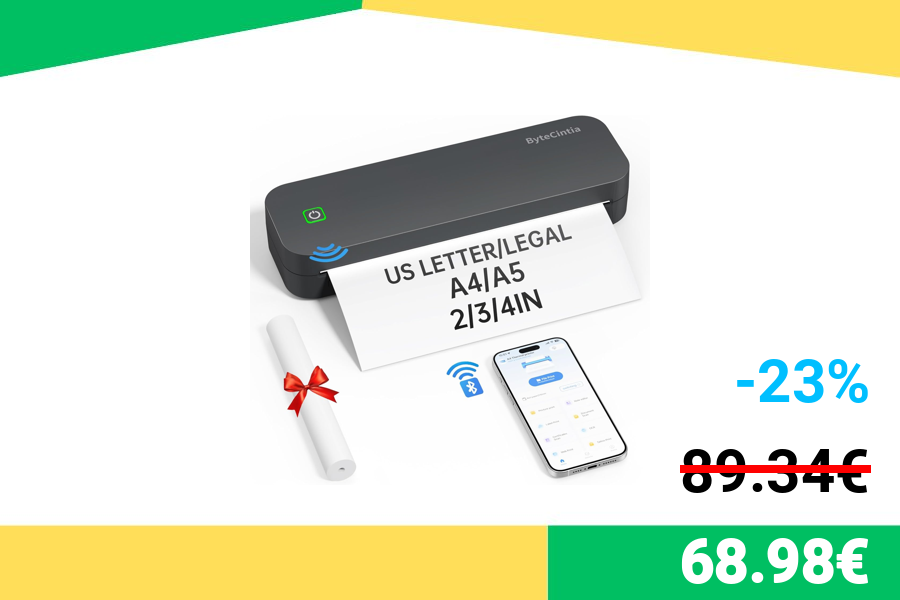 ByteCintia
US LETTER/LEGAL
A4/A5
2/3/4IN
-23%
89.34€
68.98€